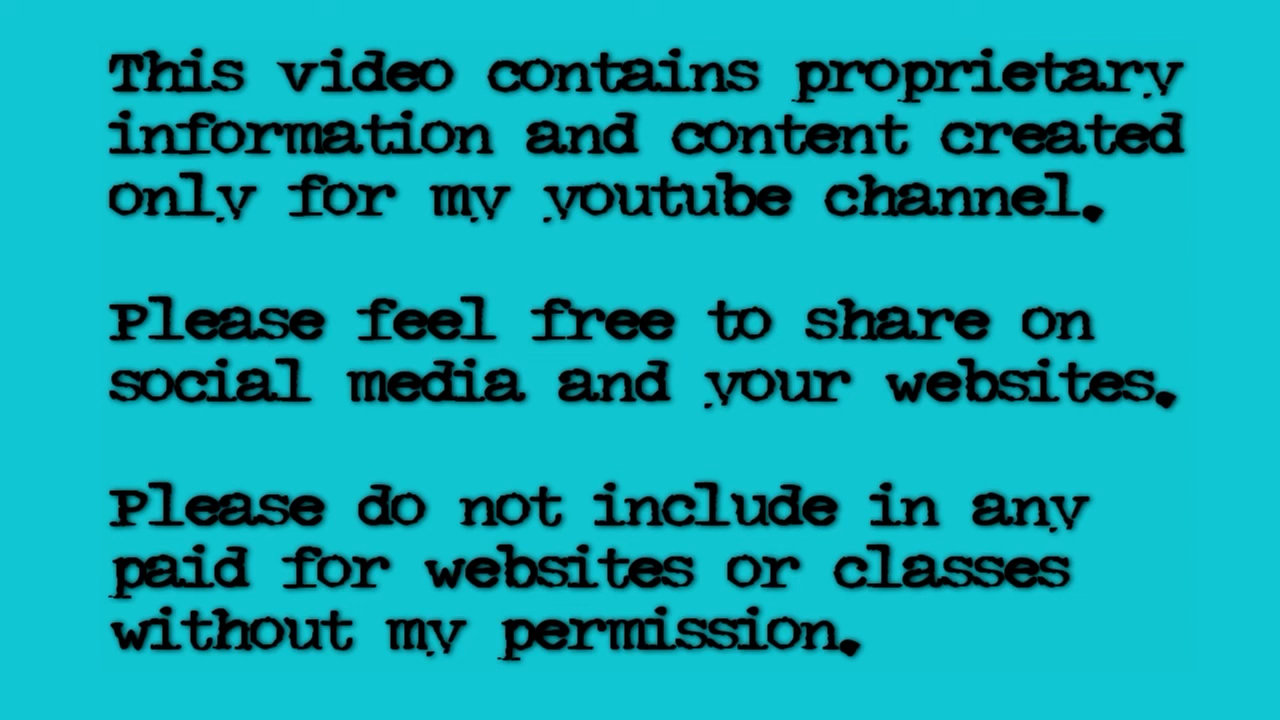 This video contains proprietary
information and content created
only for my youtube channel.
Please feel free to share on
social media and your websites.
Please do not include in any
paid for websites or classes
without my permission.